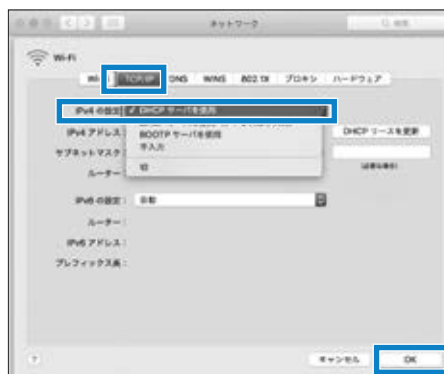 ネットワーク
検索
Wi-Fi
Wi-Fi TCP/IP DNS WINS 802.1X プロキシ ハードウェア
IPv4 の設定: ✓ DHCP サーバを使用
IPv4 アドレス: BOOTP サーバを使用 DHCP リースを更新
サブネットマスク: 手入力
ルーター: 切
IPv6 の設定: 自動
ルーター:
IPv6 アドレス:
プレフィックス長:
? キャンセル OK